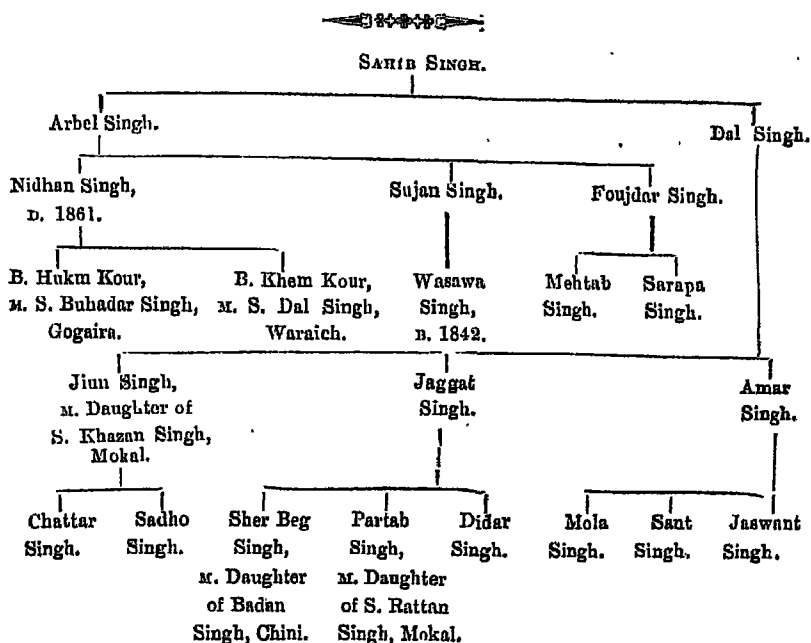 SAHIB SINGH.
Arbel Singh.
Dal Singh.
Nidhan Singh,
D. 1861.
Sujan Singh.
Foujdar Singh.
B. Hukm Kour,
M. S. Buhadar Singh,
Gogaira.
B. Khem Kour,
M. S. Dal Singh,
Waraich.
Wasawa
Singh,
B. 1842.
Mehtab
Singh.
Sarapa
Singh.
Jiun Singh,
M. Daughter of
S. Khazan Singh,
Mokal.
Jaggat
Singh.
Amar
Singh.
Chattar
Singh.
Sadho
Singh.
Sher Beg
Singh,
M. Daughter
of Badan
Singh, Chini.
Partab
Singh,
M. Daughter
of S. Rattan
Singh, Mokal.
Didar
Singh.
Mola
Singh.
Sant
Singh.
Jaswant
Singh.